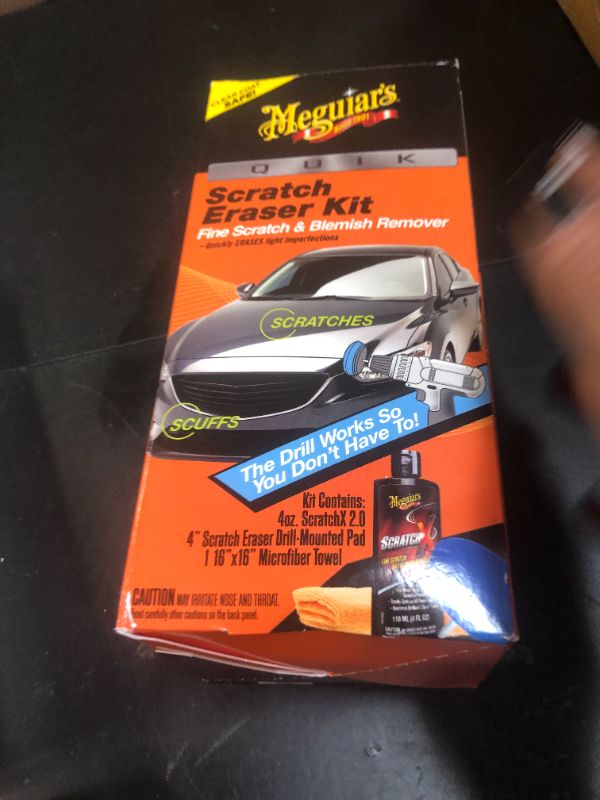 CLEAR COAT
SAFE!
Meguiar's
SINCE 1901
QUIK
Scratch
Eraser Kit
Fine Scratch & Blemish Remover
~Quickly ERASES light imperfections
SCRATCHES
SCUFFS
The Drill Works So
You Don't Have To!
Kit Contains:
4oz. ScratchX 2.0
4" Scratch Eraser Drill-Mounted Pad
1 16"x16" Microfiber Towel
Meguiar's
SCRATCH
FINE SCRATCH
118 ML (4 FL OZ)
CAUTION MAY IRRITATE NOSE AND THROAT.
Read carefully other cautions on the back panel.